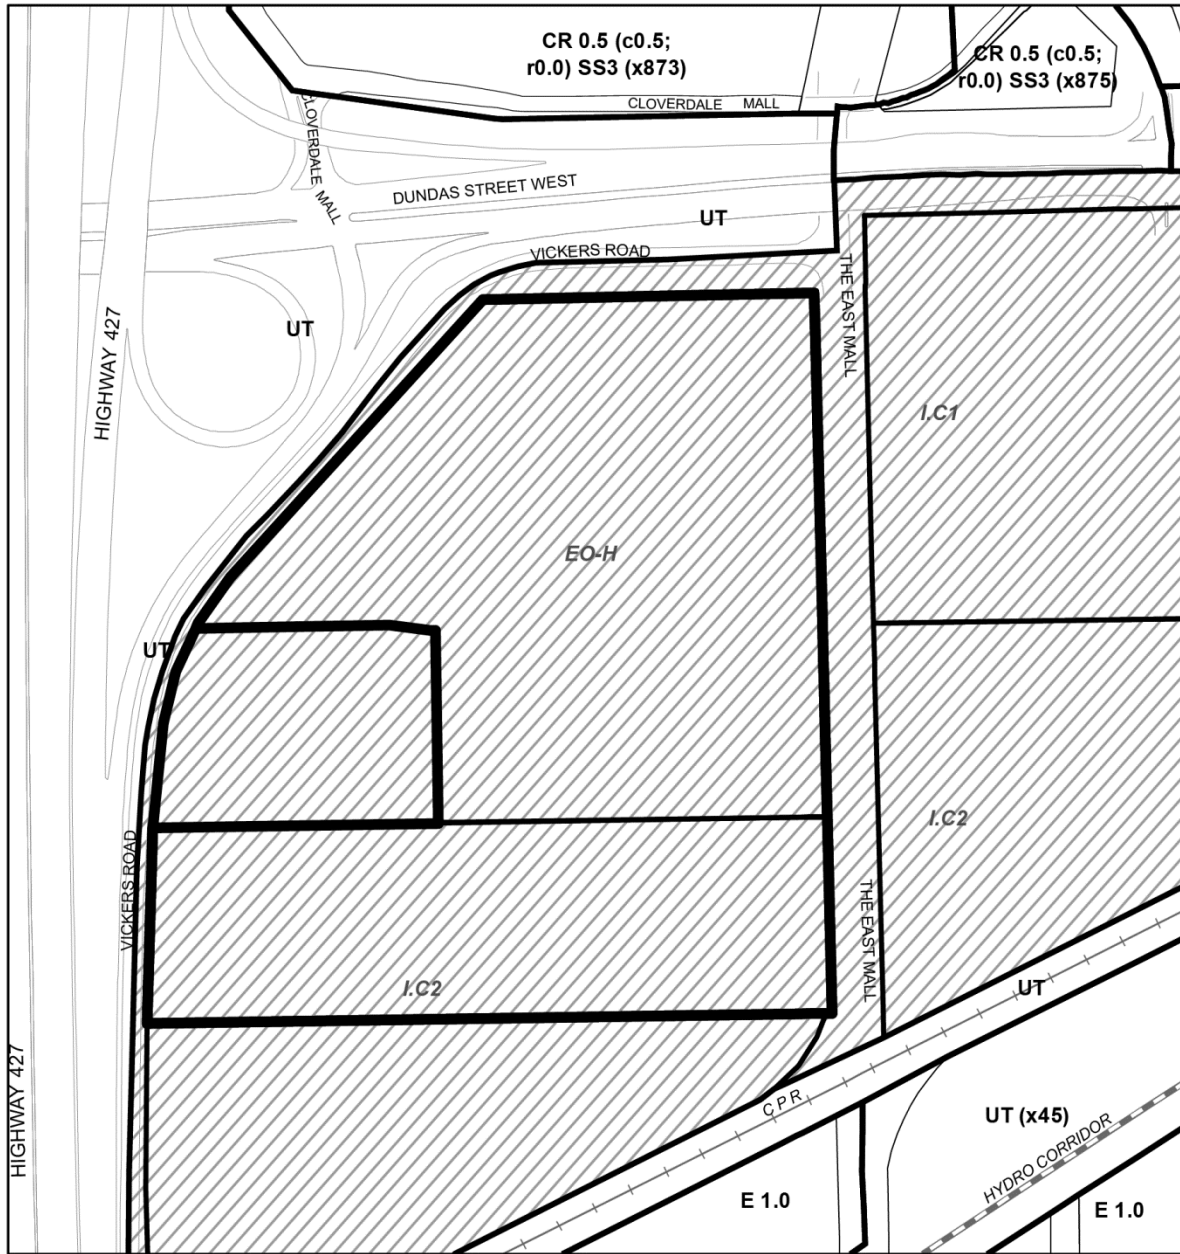 CR 0.5 (c0.5;
r0.0) SS3 (x873)
CR 0.5 (c0.5;
r0.0) SS3 (x875)
CLOVERDALE MALL
CLOVERDALE MALL
DUNDAS STREET WEST
UT
VICKERS ROAD
THE EAST MALL
UT
HIGHWAY 427
I.C1
EO-H
UT
I.C2
VICKERS ROAD
THE EAST MALL
I.C2
UT
HIGHWAY 427
CPR
UT (x45)
HYDRO CORRIDOR
E 1.0
E 1.0